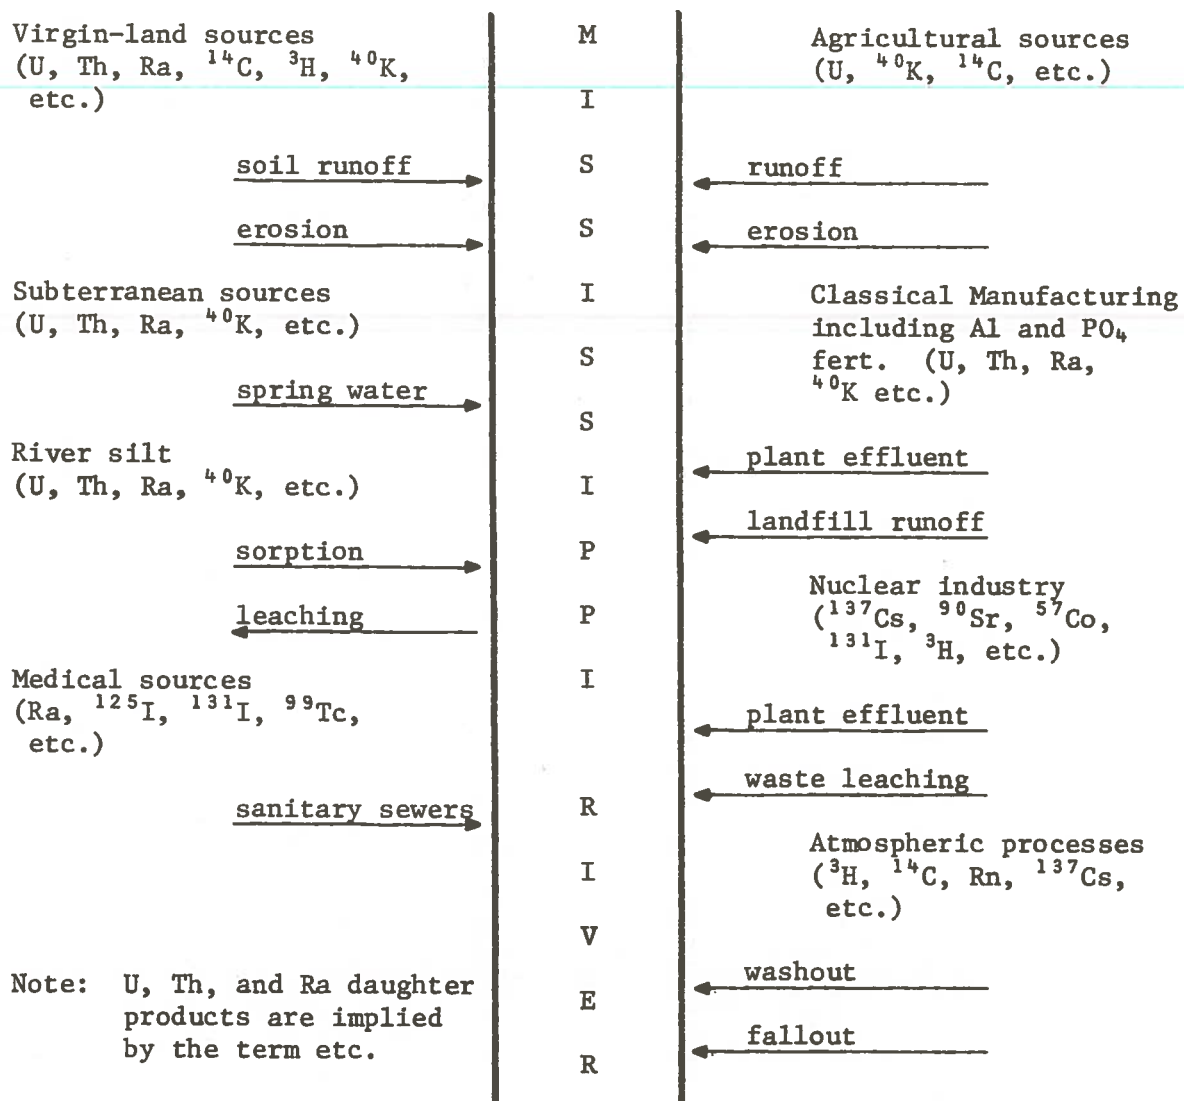 Virgin-land sources
(U, Th, Ra, ¹⁴C, ³H, ⁴⁰K,
etc.)
soil runoff
erosion
Subterranean sources
(U, Th, Ra, ⁴⁰K, etc.)
spring water
River silt
(U, Th, Ra, ⁴⁰K, etc.)
sorption
leaching
Medical sources
(Ra, ¹²⁵I, ¹³¹I, ⁹⁹Tc,
etc.)
sanitary sewers
Note: U, Th, and Ra daughter
products are implied
by the term etc.
M
I
S
S
I
S
S
I
P
P
I
R
I
V
E
R
Agricultural sources
(U, ⁴⁰K, ¹⁴C, etc.)
runoff
erosion
Classical Manufacturing
including Al and PO₄
fert. (U, Th, Ra,
⁴⁰K etc.)
plant effluent
landfill runoff
Nuclear industry
(¹³⁷Cs, ⁹⁰Sr, ⁵⁷Co,
¹³¹I, ³H, etc.)
plant effluent
waste leaching
Atmospheric processes
(³H, ¹⁴C, Rn, ¹³⁷Cs,
etc.)
washout
fallout